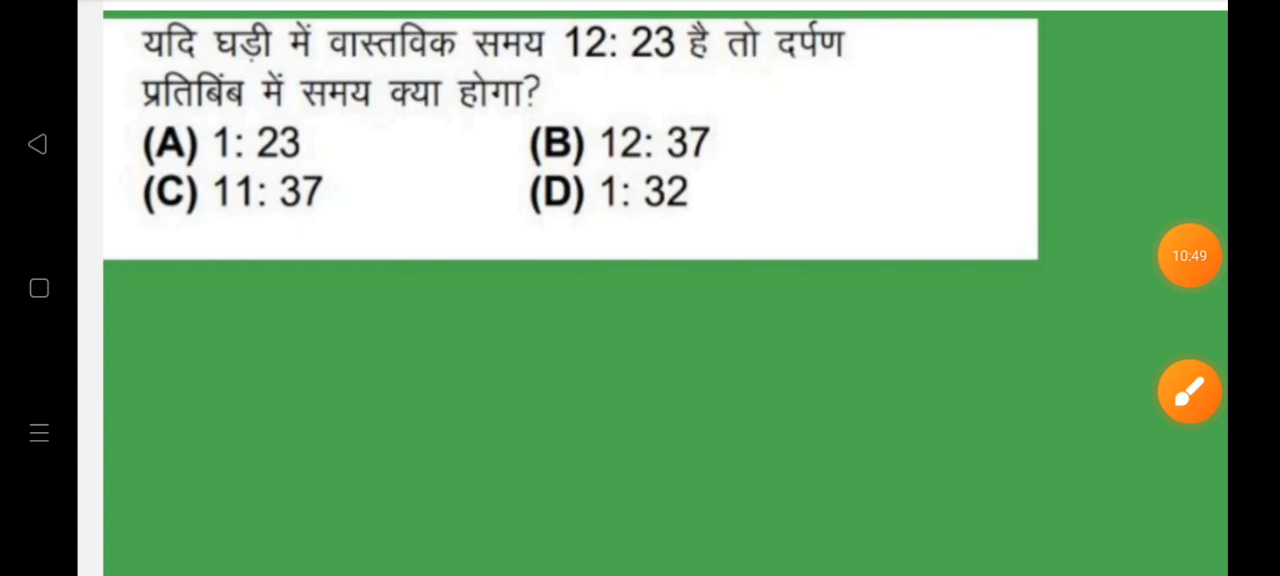 यदि घड़ी में वास्तविक समय 12: 23 है तो दर्पण
प्रतिबिंब में समय क्या होगा?
(A) 1: 23 (B) 12: 37
(C) 11: 37 (D) 1: 32
10:49